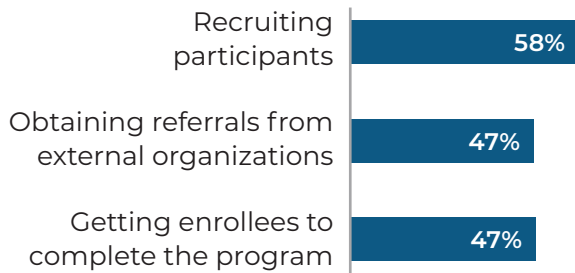 Recruiting
participants
58%
Obtaining referrals from
external organizations
47%
Getting enrollees to
complete the program
47%